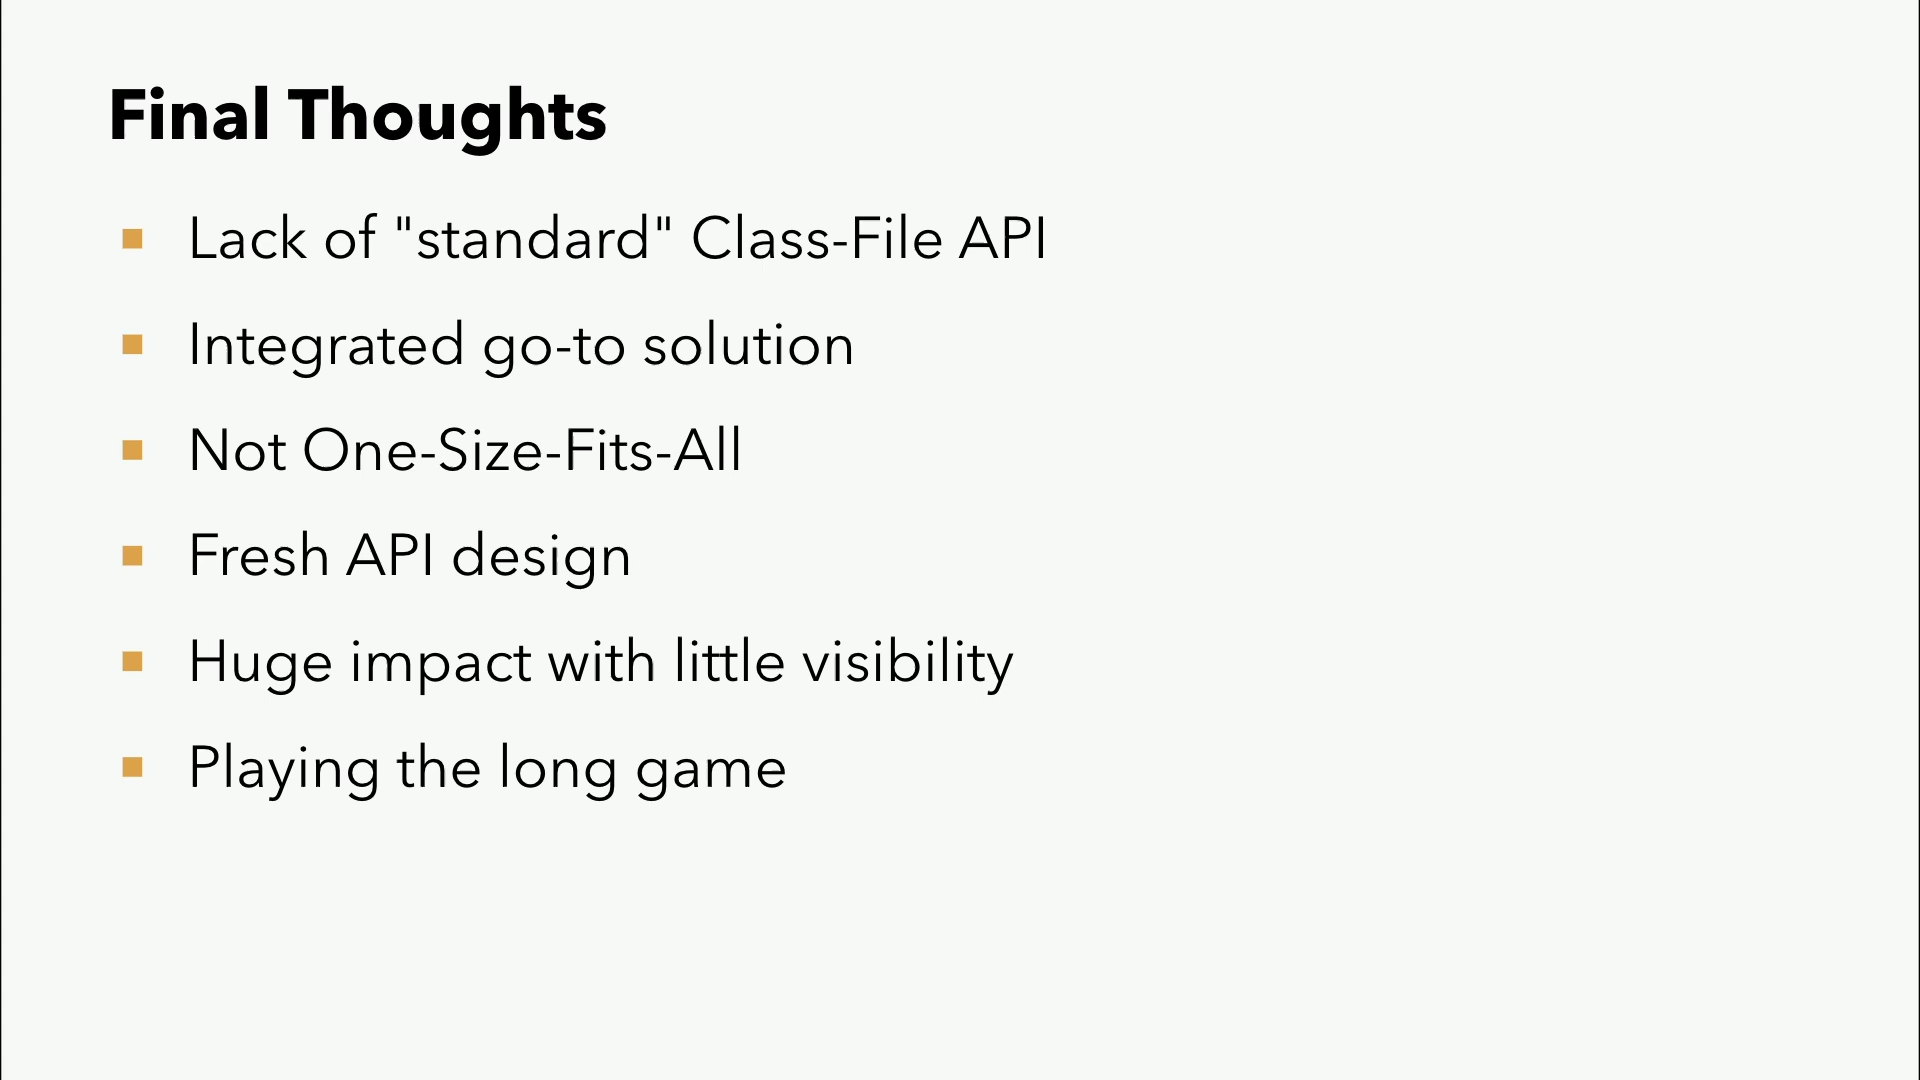 Final Thoughts
Lack of "standard" Class-File API
Integrated go-to solution
Not One-Size-Fits-All
Fresh API design
Huge impact with little visibility
Playing the long game